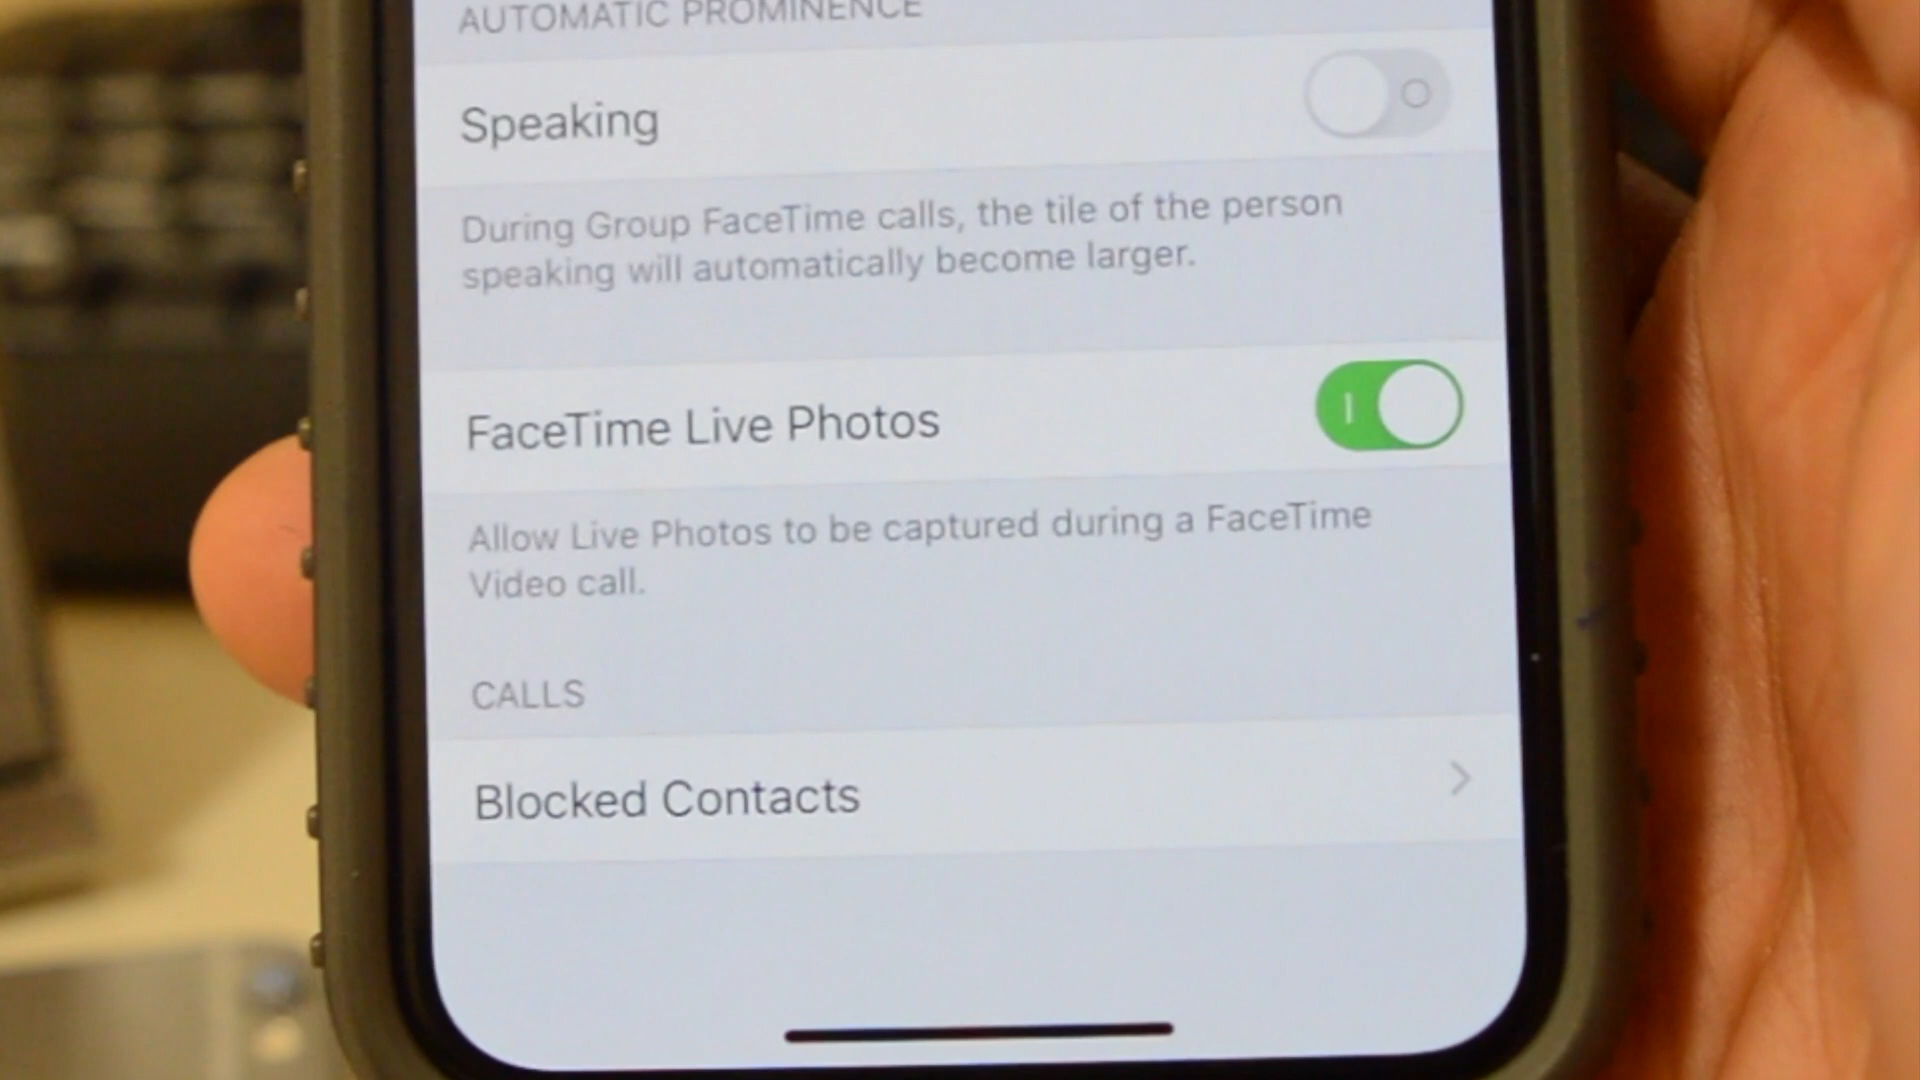 AUTOMATIC PROMINENCE
Speaking
During Group FaceTime calls, the tile of the person
speaking will automatically become larger.
FaceTime Live Photos
Allow Live Photos to be captured during a FaceTime
Video call.
CALLS
Blocked Contacts